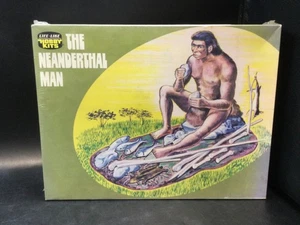 LIFE-LIKE
HOBBY
KITS
THE
NEANDERTHAL
MAN